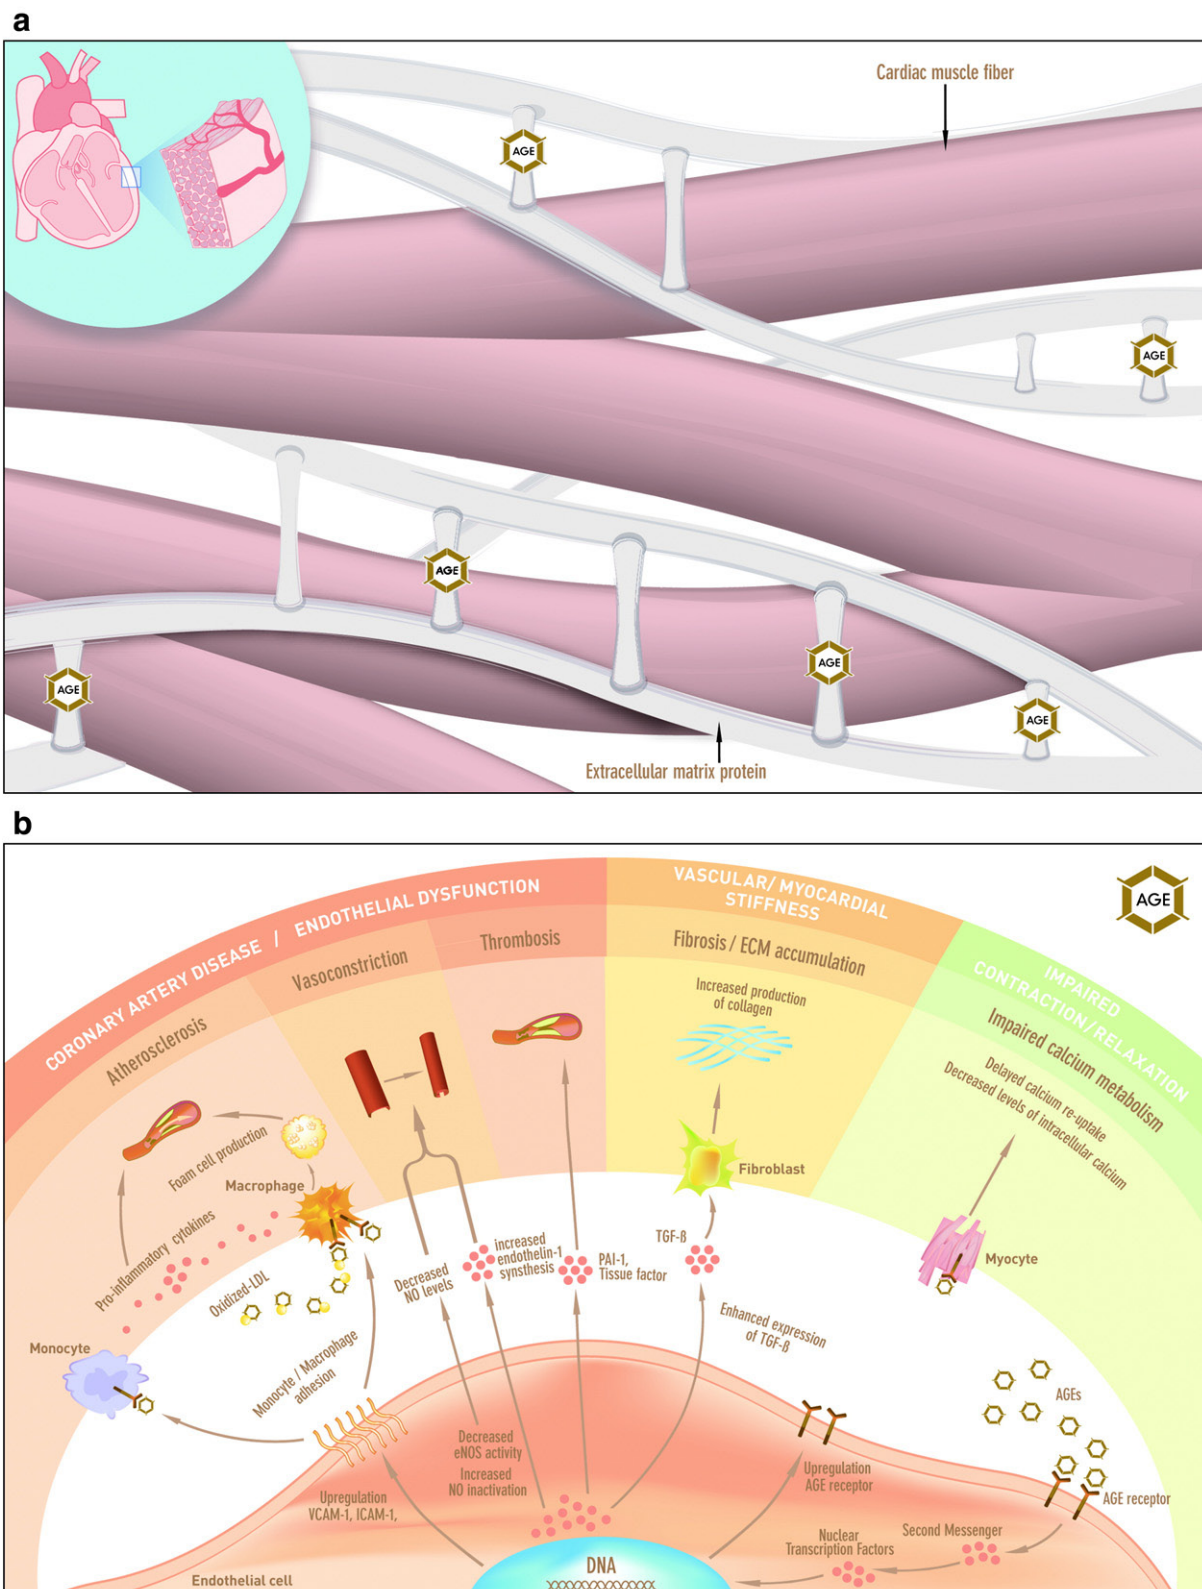 a
Cardiac muscle fiber
AGE
AGE
AGE
AGE
AGE
AGE
Extracellular matrix protein
b
CORONARY ARTERY DISEASE / ENDOTHELIAL DYSFUNCTION
VASCULAR/ MYOCARDIAL
STIFFNESS
IMPAIRED
CONTRACTION/RELAXATION
AGE
Atherosclerosis
Vasoconstriction
Thrombosis
Fibrosis / ECM accumulation
Impaired calcium metabolism
Increased production
of collagen
Delayed calcium re-uptake
Decreased levels of intracellular calcium
Foam cell production
Macrophage
Fibroblast
Pro-inflammatory cytokines
Oxidized-LDL
Decreased
NO levels
increased
endothelin-1
synsthesis
PAI-1,
Tissue factor
TGF-ß
Myocyte
Monocyte
Monocyte / Macrophage
adhesion
Enhanced expression
of TGF-ß
AGEs
Decreased
eNOS activity
Increased
NO inactivation
Upregulation
VCAM-1, ICAM-1,
Upregulation
AGE receptor
AGE receptor
Second Messenger
Nuclear
Transcription Factors
DNA
Endothelial cell